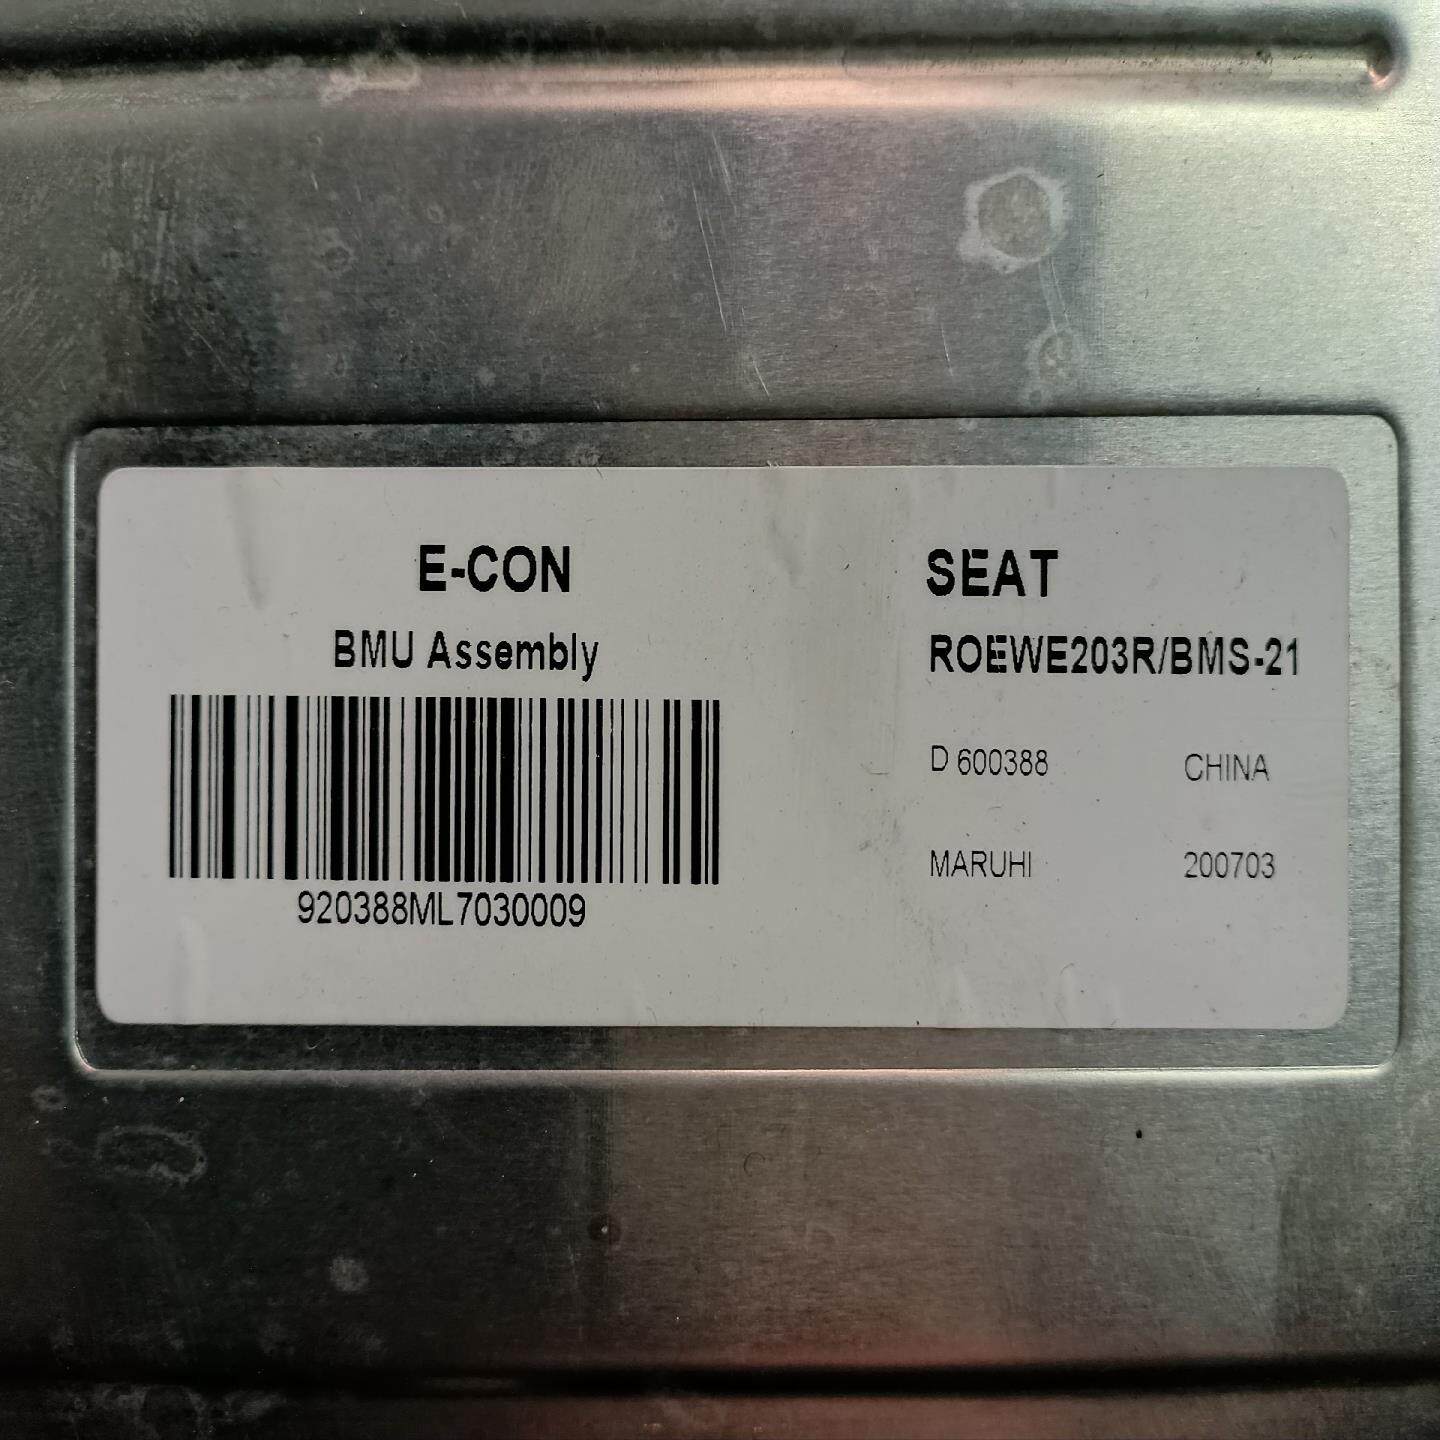 E-CON
BMU Assembly
920388ML7030009
SEAT
ROEWE203R/BMS-21
D 600388 CHINA
MARUHI 200703